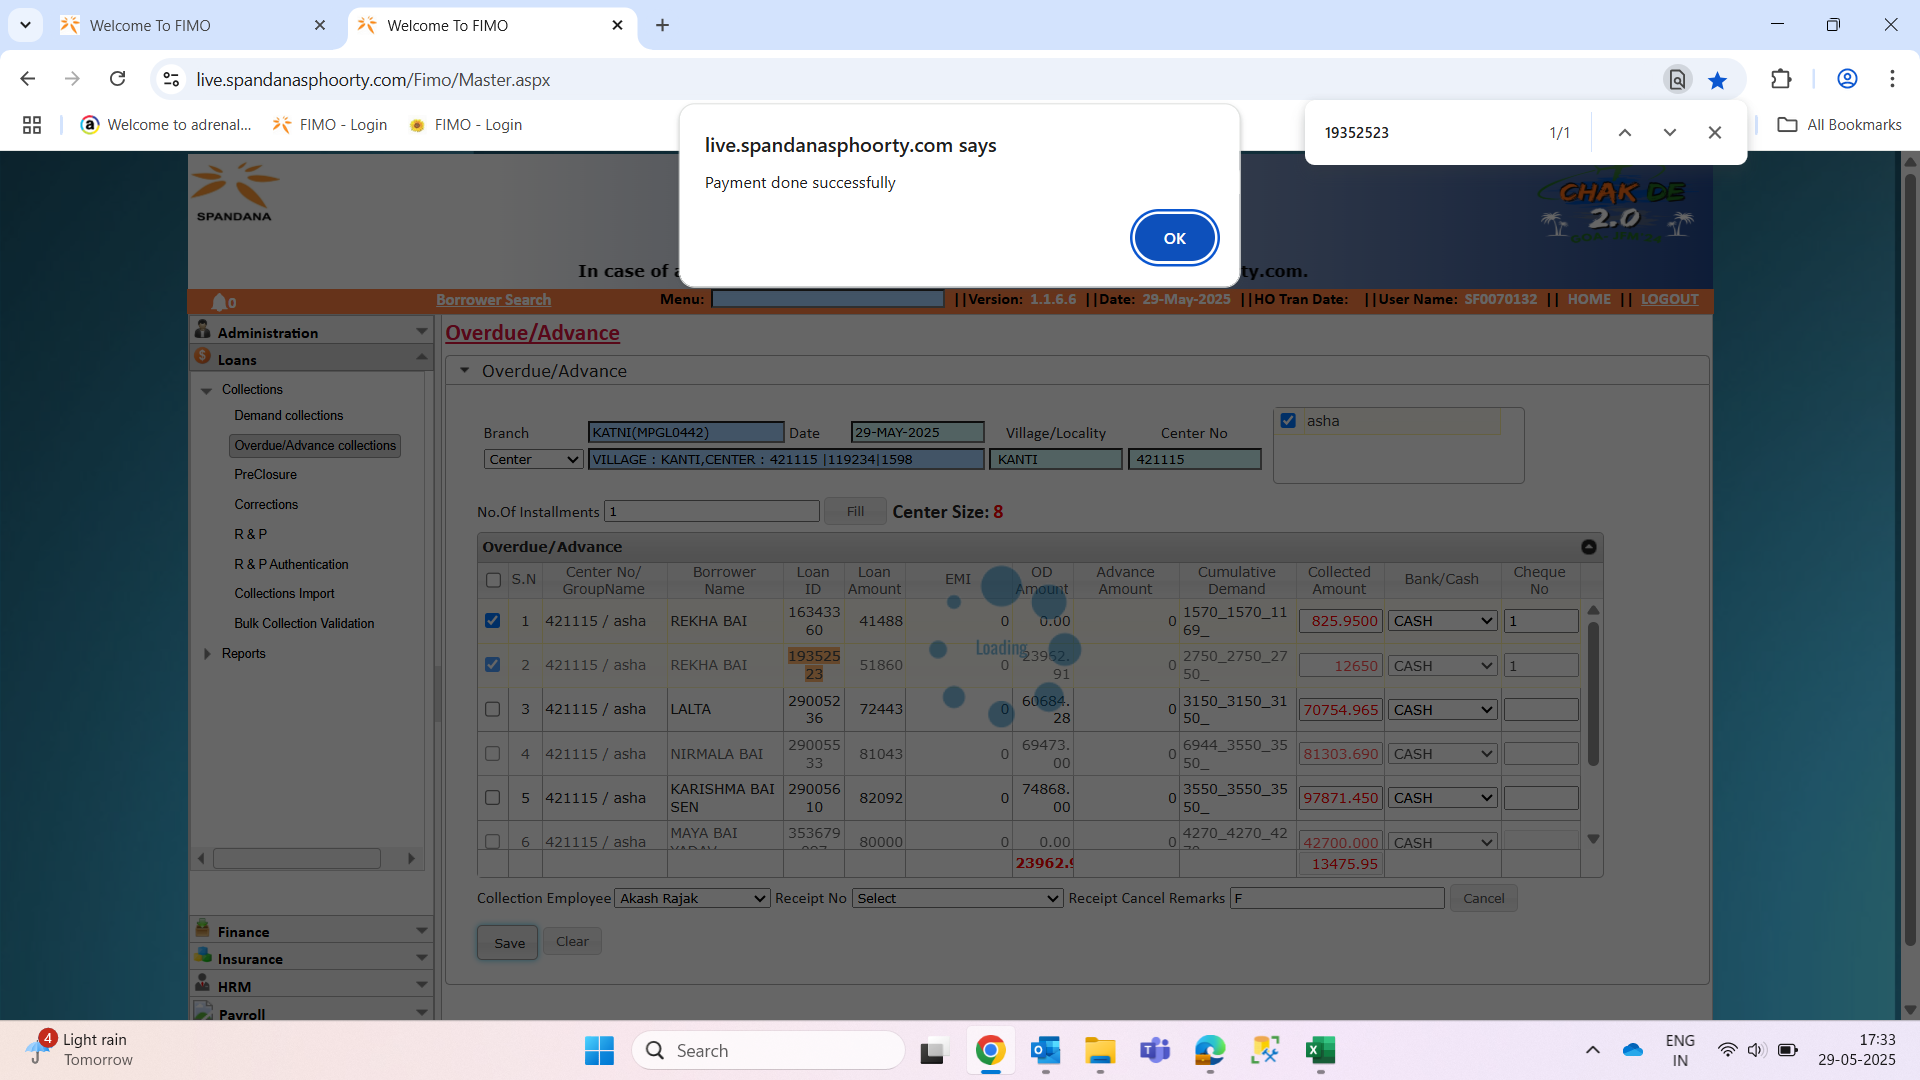 Welcome To FIMO
Welcome To FIMO
live.spandanasphoorty.com/Fimo/Master.aspx
Welcome to adrenal...
FIMO - Login
FIMO - Login
All Bookmarks
19352523 1/1
live.spandanasphoorty.com says
Payment done successfully
OK
SPANDANA
CHAK DE
2.0
In case of
ty.com.
0
Borrower Search
Menu: ||Version: 1.1.6.6 ||Date: 29-May-2025 ||HO Tran Date: ||User Name: SF0070132 || HOME || LOGOUT
Administration
Loans
Collections
Demand collections
Overdue/Advance collections
PreClosure
Corrections
R & P
R & P Authentication
Collections Import
Bulk Collection Validation
Reports
Finance
Insurance
HRM
Payroll
Overdue/Advance
Overdue/Advance
Branch KATNI(MPGL0442) Date 29-MAY-2025 Village/Locality Center No
asha
Center VILLAGE : KANTI,CENTER : 421115 |119234|1598 KANTI 421115
No.Of Installments 1 Fill Center Size: 8
Overdue/Advance
S.N Center No/ GroupName Borrower Name Loan ID Loan Amount EMI OD Amount Advance Amount Cumulative Demand Collected Amount Bank/Cash Cheque No
1 421115 / asha REKHA BAI 163433 60 41488 0 0.00 0 1570_1570_11 69_ 825.9500 CASH 1
2 421115 / asha REKHA BAI 193525 23 51860 0 23962. 91 0 2750_2750_27 50_ 12650 CASH 1
3 421115 / asha LALTA 290052 36 72443 0 60684. 28 0 3150_3150_31 50_ 70754.965 CASH
4 421115 / asha NIRMALA BAI 290055 33 81043 0 69473. 00 0 6944_3550_35 50_ 81303.690 CASH
5 421115 / asha KARISHMA BAI SEN 290056 10 82092 0 74868. 00 0 3550_3550_35 50_ 97871.450 CASH
6 421115 / asha MAYA BAI 353679 80000 0 0.00 0 4270_4270_42 42700.000 CASH
23962.9 13475.95
Loading
Collection Employee Akash Rajak Receipt No Select Receipt Cancel Remarks F Cancel
Save Clear
4
Light rain
Tomorrow
Search
ENG
IN
17:33
29-05-2025